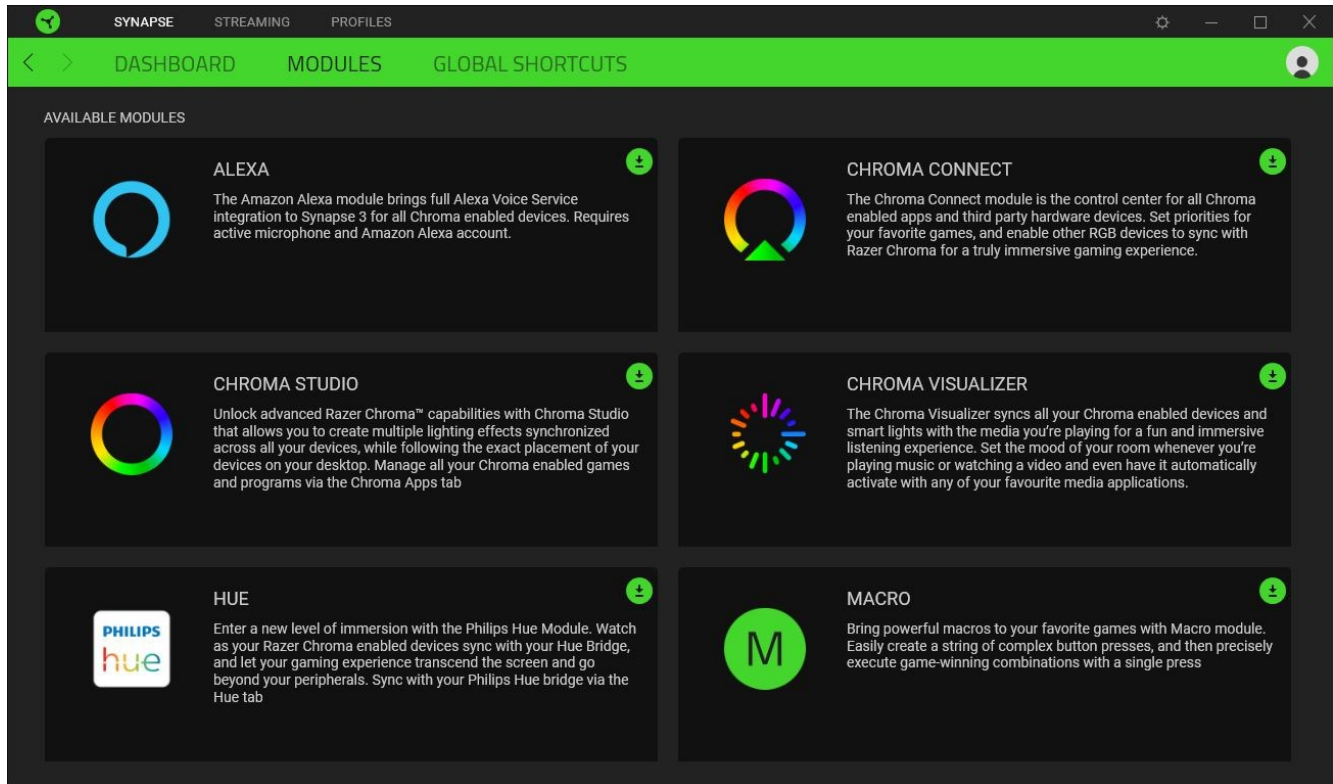 SYNAPSE STREAMING PROFILES
DASHBOARD MODULES GLOBAL SHORTCUTS
AVAILABLE MODULES
ALEXA
The Amazon Alexa module brings full Alexa Voice Service
integration to Synapse 3 for all Chroma enabled devices. Requires
active microphone and Amazon Alexa account.
CHROMA CONNECT
The Chroma Connect module is the control center for all Chroma
enabled apps and third party hardware devices. Set priorities for
your favorite games, and enable other RGB devices to sync with
Razer Chroma for a truly immersive gaming experience.
CHROMA STUDIO
Unlock advanced Razer Chroma™ capabilities with Chroma Studio
that allows you to create multiple lighting effects synchronized
across all your devices, while following the exact placement of your
devices on your desktop. Manage all your Chroma enabled games
and programs via the Chroma Apps tab
CHROMA VISUALIZER
The Chroma Visualizer syncs all your Chroma enabled devices and
smart lights with the media you're playing for a fun and immersive
listening experience. Set the mood of your room whenever you're
playing music or watching a video and even have it automatically
activate with any of your favourite media applications.
PHILIPS
hue
HUE
Enter a new level of immersion with the Philips Hue Module. Watch
as your Razer Chroma enabled devices sync with your Hue Bridge,
and let your gaming experience transcend the screen and go
beyond your peripherals. Sync with your Philips Hue bridge via the
Hue tab
M
MACRO
Bring powerful macros to your favorite games with Macro module.
Easily create a string of complex button presses, and then precisely
execute game-winning combinations with a single press